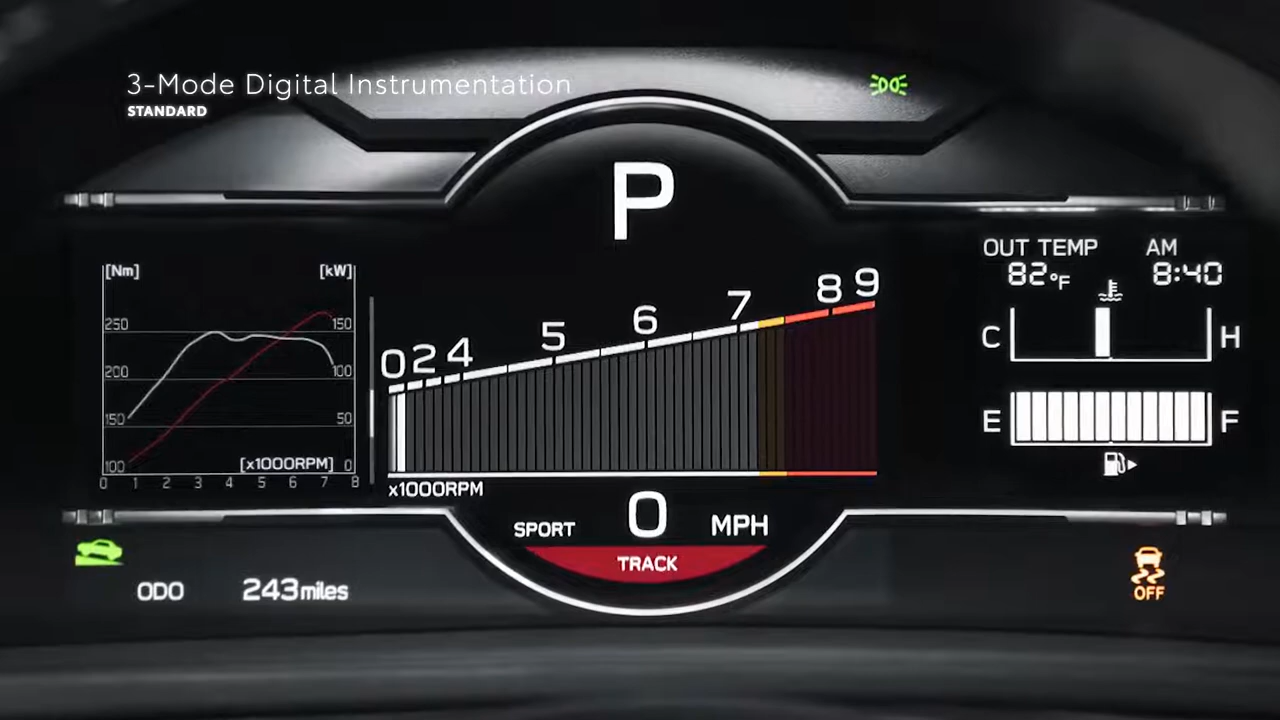 3-Mode Digital Instrumentation
STANDARD
P
OUT TEMP AM
82°F 8:40
[Nm] [kW]
250 150
200 100
150 50
100 [x1000RPM] 0
0 1 2 3 4 5 6 7 8
0 2 4 5 6 7 8 9
x1000RPM
C H
E F
SPORT 0 MPH
TRACK
ODO 243 miles
OFF